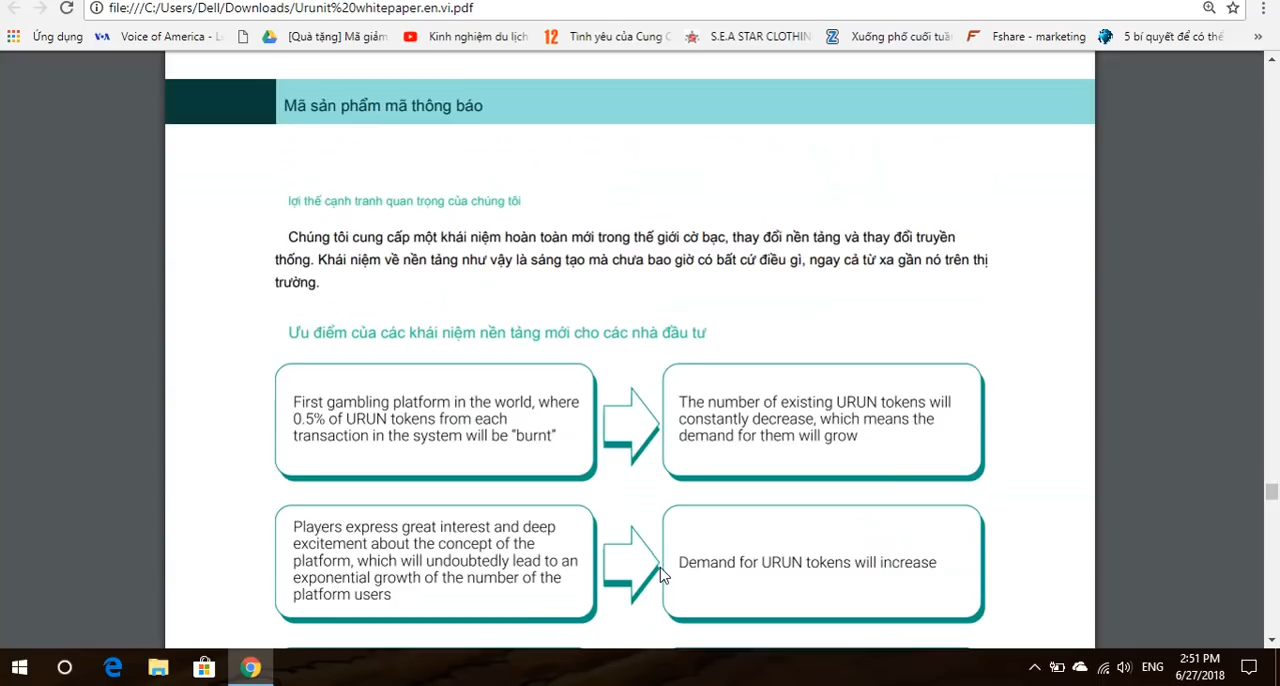 file:///C:/Users/Dell/Downloads/Urunit%20whitepaper.en.vi.pdf
Ứng dụng
VOA
Voice of America - L
[Quà tặng] Mã giảm
Kinh nghiệm du lịch
12
Tình yêu của Cung
S.E.A STAR CLOTHIN
Z
Xuống phố cuối tuần
F
Fshare - marketing
5 bí quyết để có thể
»
Mã sản phẩm mã thông báo
lợi thế cạnh tranh quan trọng của chúng tôi
Chúng tôi cung cấp một khái niệm hoàn toàn mới trong thế giới cờ bạc, thay đổi nền tảng và thay đổi truyền
thống. Khái niệm về nền tảng như vậy là sáng tạo mà chưa bao giờ có bất cứ điều gì, ngay cả từ xa gần nó trên thị
trường.
Ưu điểm của các khái niệm nền tảng mới cho các nhà đầu tư
First gambling platform in the world, where
0.5% of URUN tokens from each
transaction in the system will be "burnt"
The number of existing URUN tokens will
constantly decrease, which means the
demand for them will grow
Players express great interest and deep
excitement about the concept of the
platform, which will undoubtedly lead to an
exponential growth of the number of the
platform users
Demand for URUN tokens will increase
ENG
2:51 PM
6/27/2018